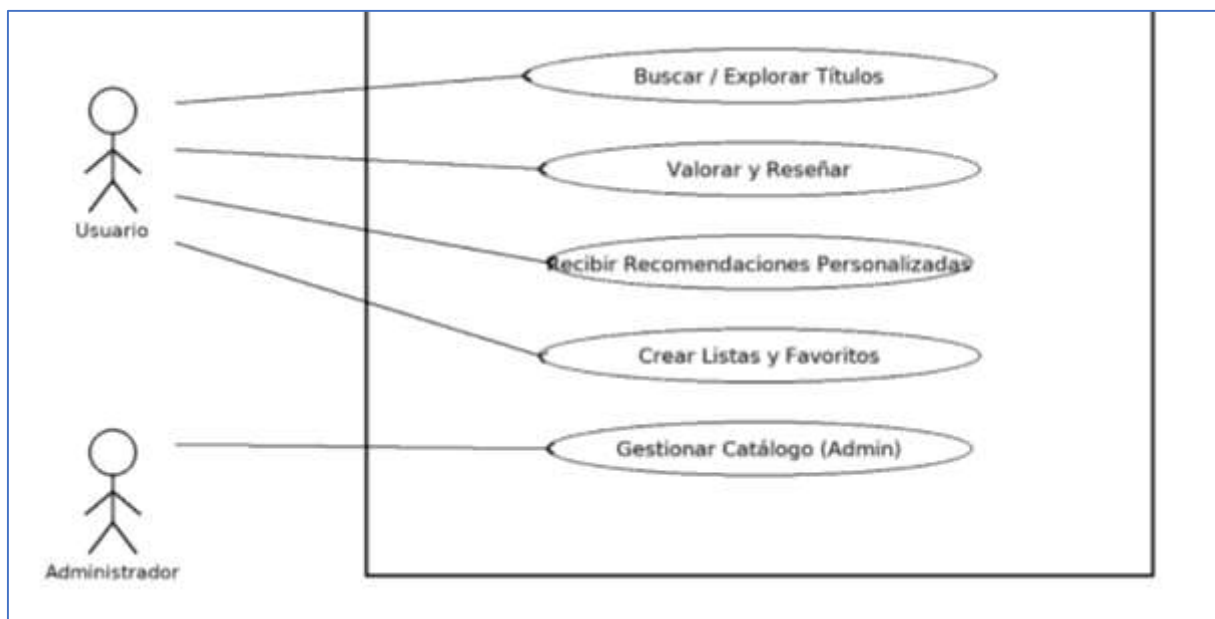 Buscar / Explorar Títulos
Valorar y Reseñar
Usuario
Recibir Recomendaciones Personalizadas
Crear Listas y Favoritos
Gestionar Catálogo (Admin)
Administrador